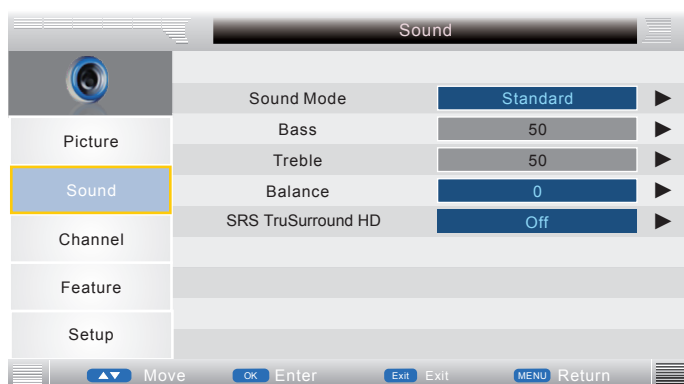 Sound
Sound Mode Standard
Bass 50
Picture
Treble 50
Sound
Balance 0
SRS TruSurround HD Off
Channel
Feature
Setup
Move OK Enter Exit Exit MENU Return